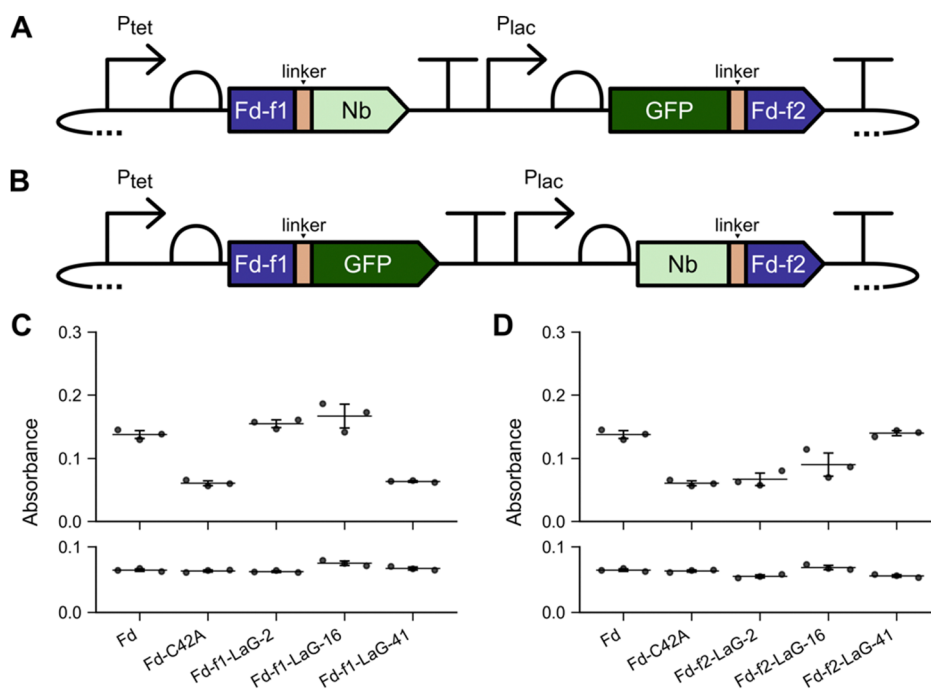 A
Ptet
Plac
linker
linker
Fd-f1
Nb
GFP
Fd-f2
B
Ptet
Plac
linker
linker
Fd-f1
GFP
Nb
Fd-f2
C
D
0.3
0.2
0.1
0.0
0.1
0.0
Absorbance
Fd
Fd-C42A
Fd-f1-LaG-2
Fd-f1-LaG-16
Fd-f1-LaG-41
0.3
0.2
0.1
0.0
0.1
0.0
Absorbance
Fd
Fd-C42A
Fd-f2-LaG-2
Fd-f2-LaG-16
Fd-f2-LaG-41